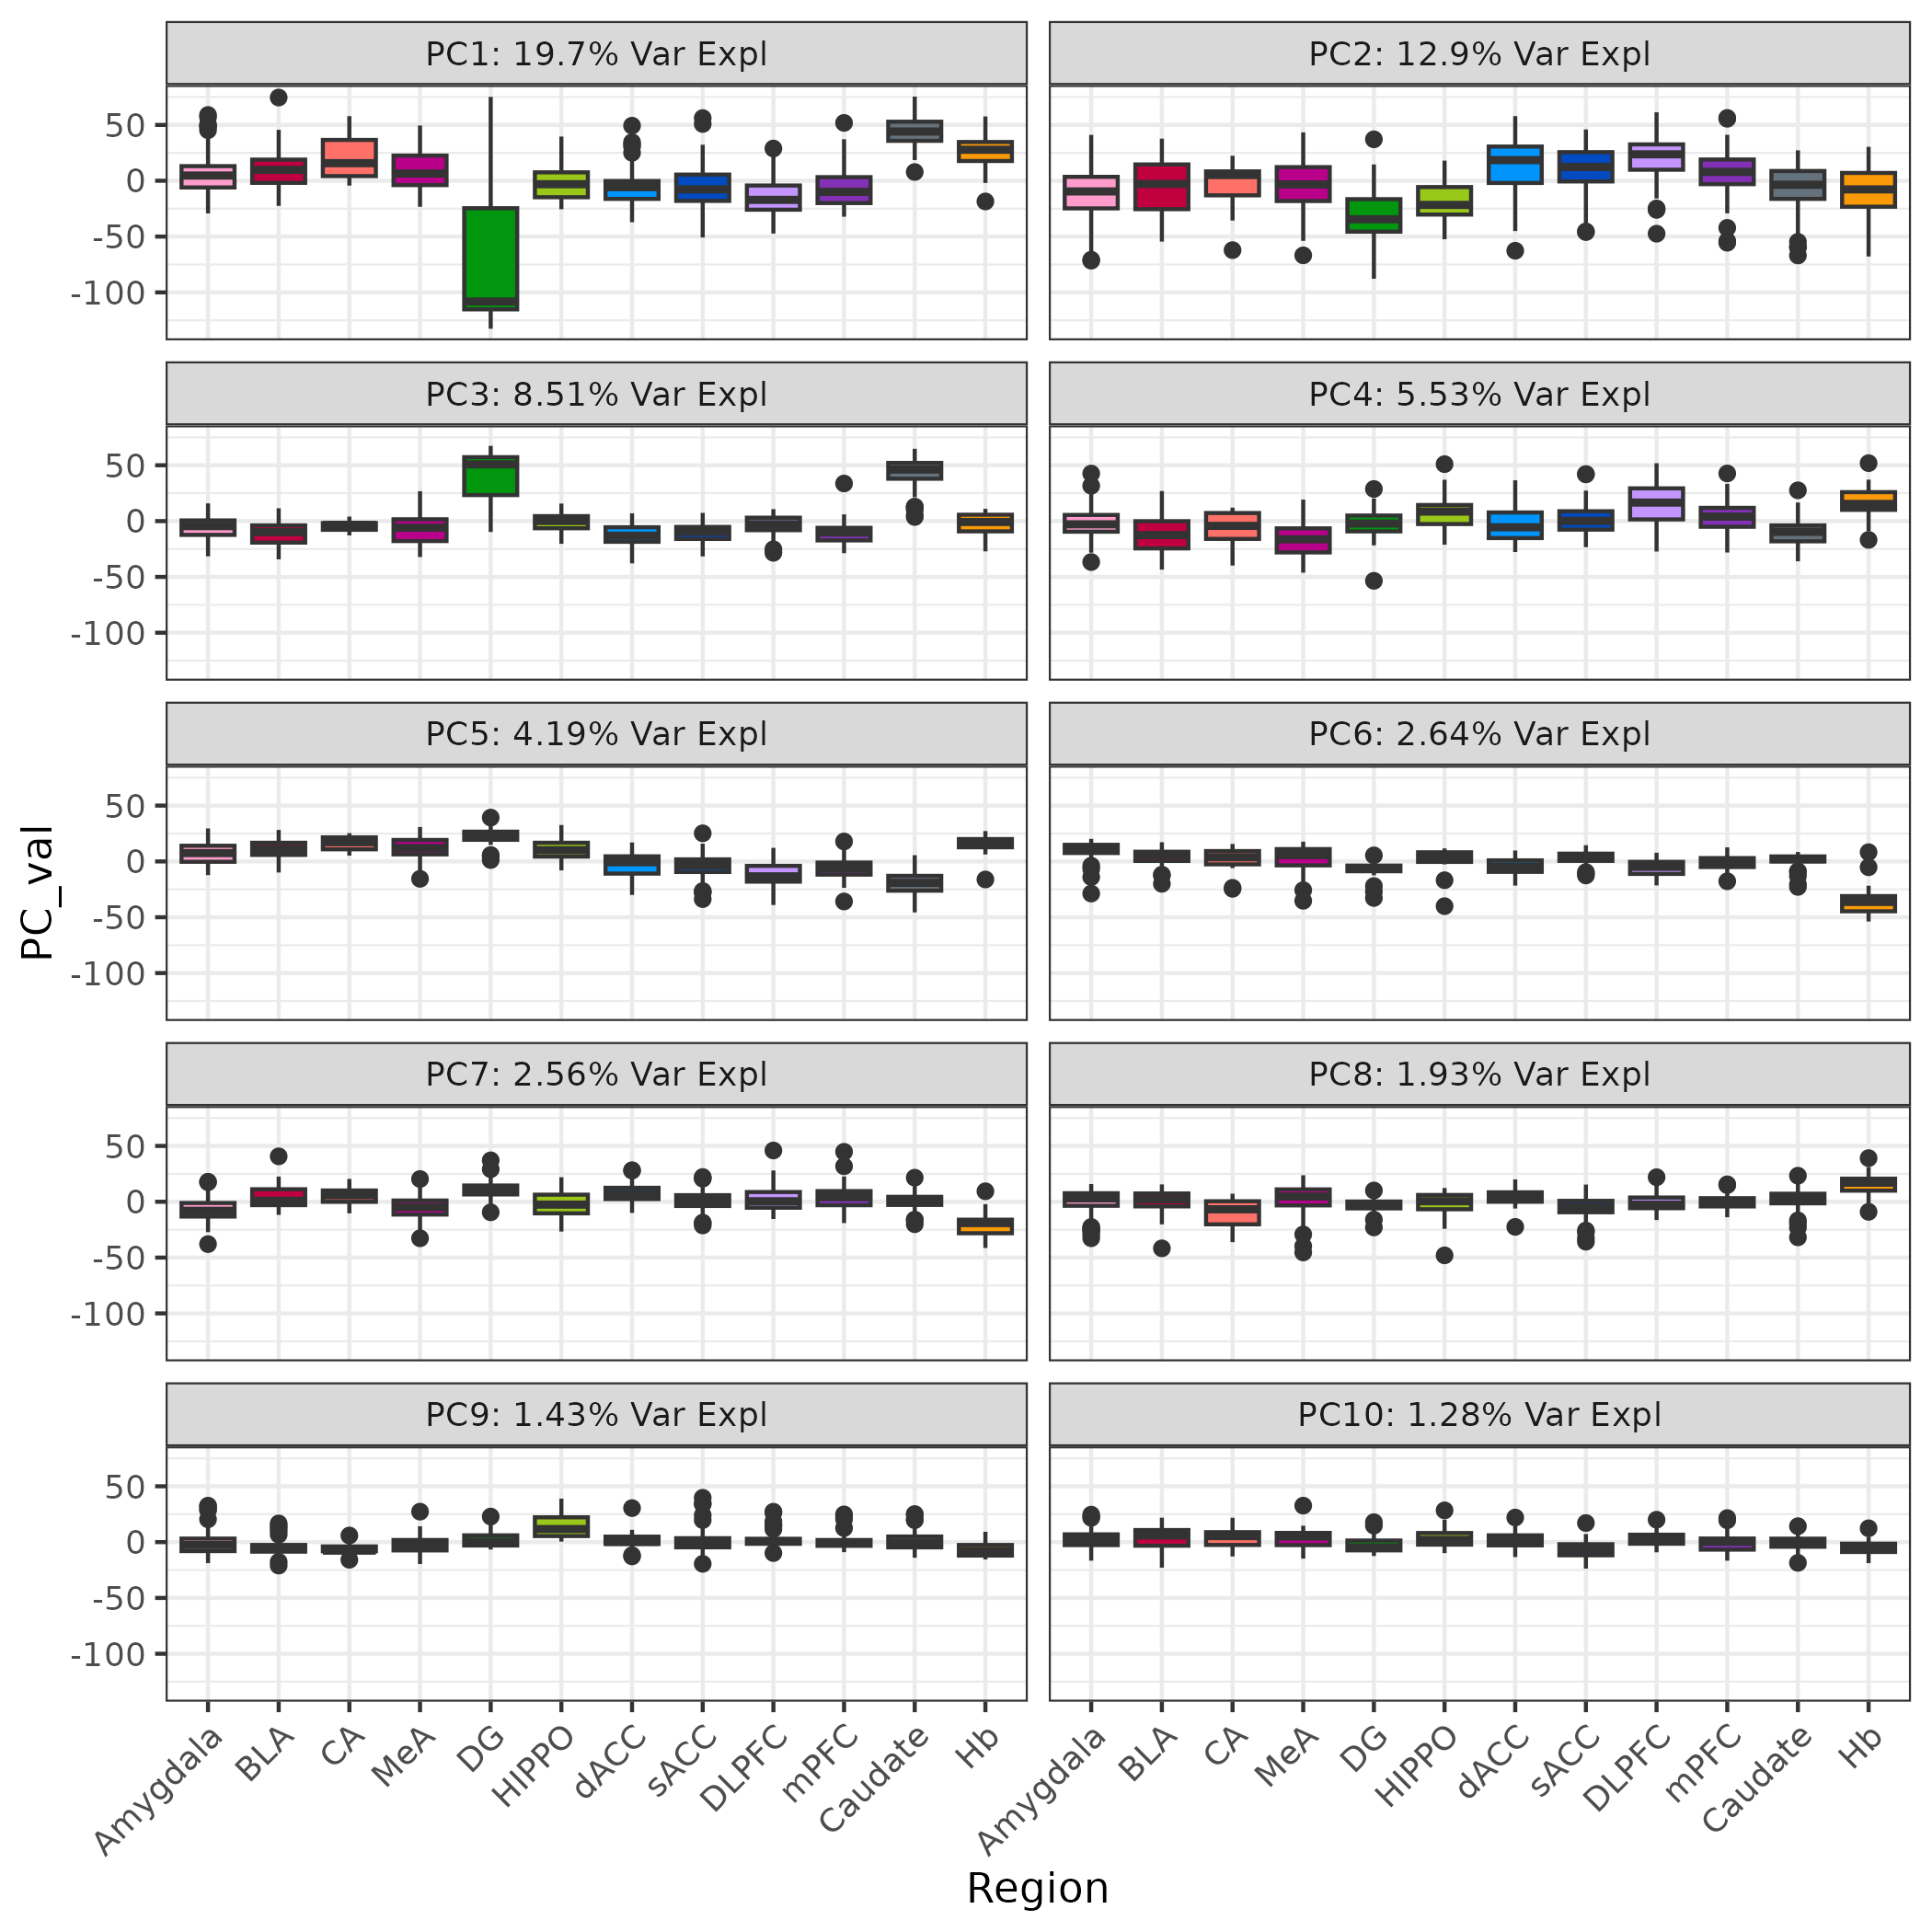 PC1: 19.7% Var Expl
PC2: 12.9% Var Expl
50
0
-50
-100
PC3: 8.51% Var Expl
PC4: 5.53% Var Expl
50
0
-50
-100
PC5: 4.19% Var Expl
PC6: 2.64% Var Expl
50
0
-50
-100
PC7: 2.56% Var Expl
PC8: 1.93% Var Expl
50
0
-50
-100
PC9: 1.43% Var Expl
PC10: 1.28% Var Expl
50
0
-50
-100
PC_val
Amygdala
BLA
CA
MeA
DG
HIPPO
dACC
sACC
DLPFC
mPFC
Caudate
Hb
Amygdala
BLA
CA
MeA
DG
HIPPO
dACC
sACC
DLPFC
mPFC
Caudate
Hb
Region